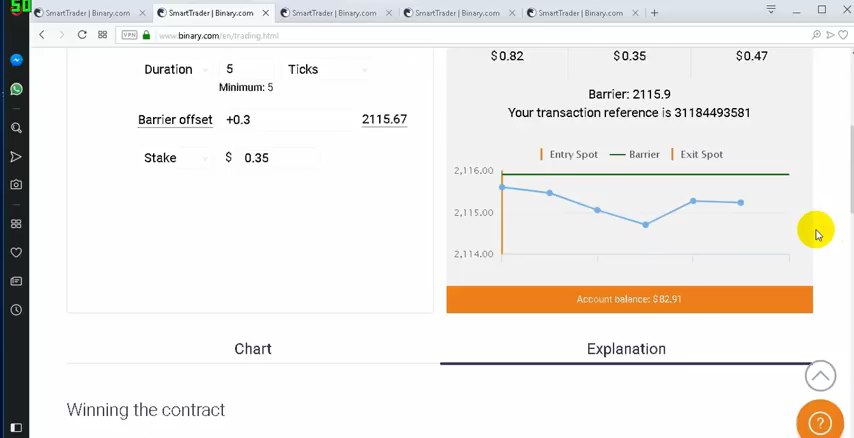 50
SmartTrader | Binary.com
SmartTrader | Binary.com
SmartTrader | Binary.com
SmartTrader | Binary.com
SmartTrader | Binary.com
VPN
www.binary.com/en/trading.html
Duration 5 Ticks
Minimum: 5
Barrier offset +0.3 2115.67
Stake $ 0.35
$0.82 $0.35 $0.47
Barrier: 2115.9
Your transaction reference is 31184493581
Entry Spot Barrier Exit Spot
2,116.00
2,115.00
2,114.00
Account balance: $82.91
Chart Explanation
Winning the contract